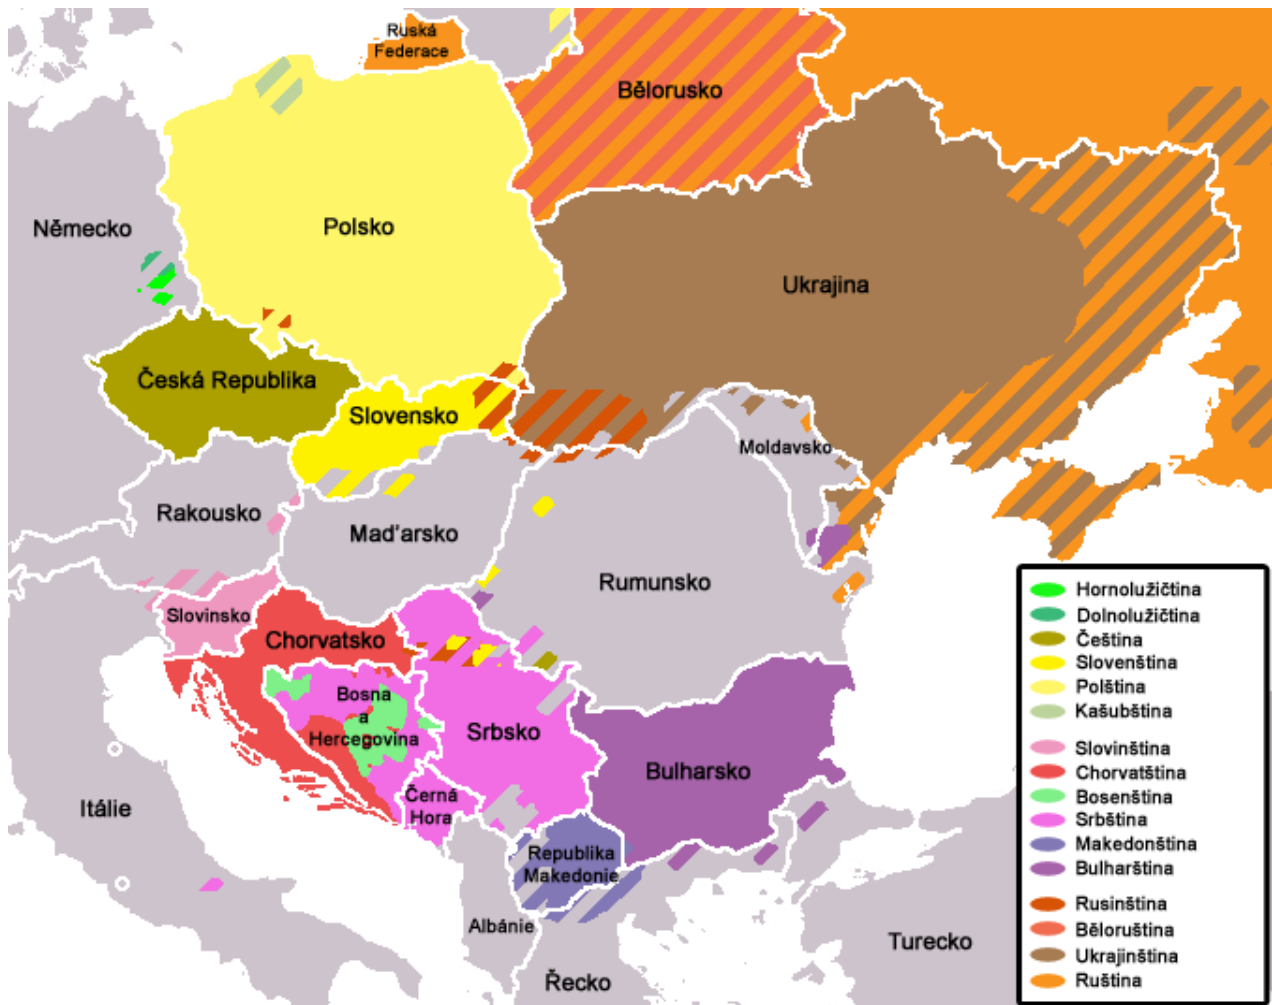 Ruská
Federace
Bělorusko
Německo
Polsko
Ukrajina
Česká Republika
Slovensko
Moldavsko
Rakousko
Maďarsko
Rumunsko
Slovinsko
Chorvatsko
Bosna
a
Hercegovina
Srbsko
Bulharsko
Černá
Hora
Itálie
Republika
Makedonie
Albánie
Řecko
Turecko
Hornolužičtina
Dolnolužičtina
Čeština
Slovenština
Polština
Kašubština
Slovinština
Chorvatština
Bosenština
Srbština
Makedonština
Bulharština
Rusinština
Běloruština
Ukrajinština
Ruština